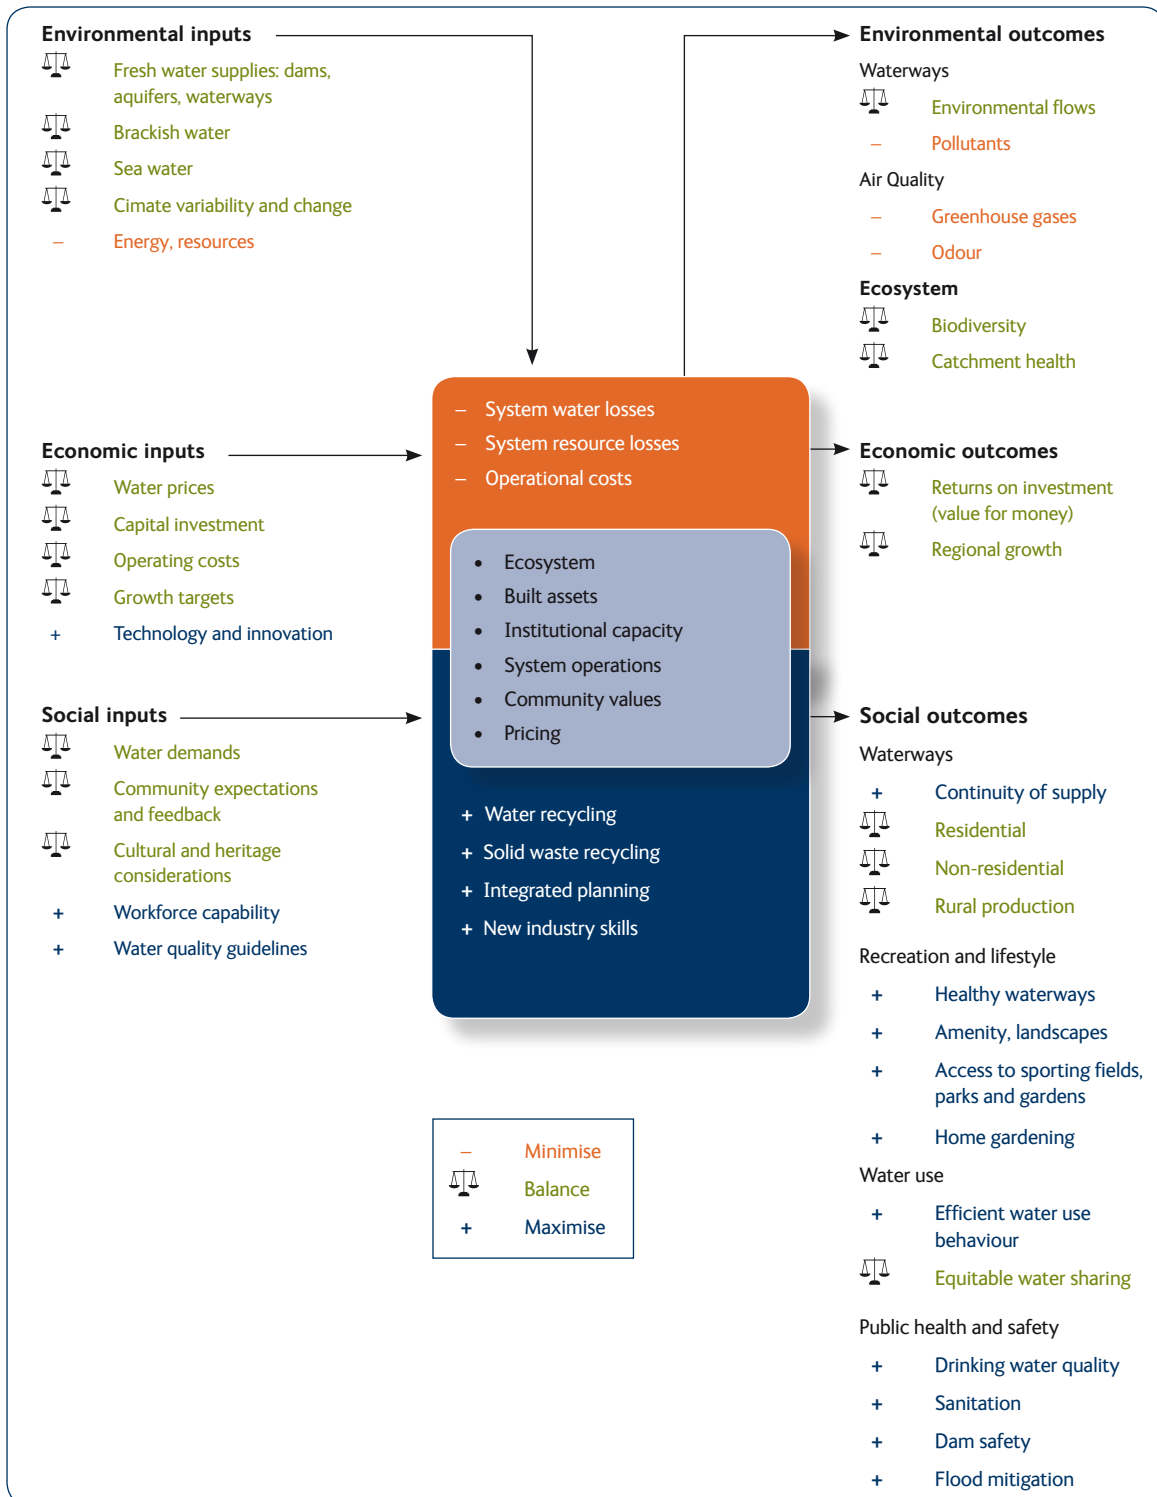 Environmental inputs
Fresh water supplies: dams,
aquifers, waterways
Brackish water
Sea water
Cimate variability and change
– Energy, resources
Economic inputs
Water prices
Capital investment
Operating costs
Growth targets
+ Technology and innovation
Social inputs
Water demands
Community expectations
and feedback
Cultural and heritage
considerations
+ Workforce capability
+ Water quality guidelines
– System water losses
– System resource losses
– Operational costs
• Ecosystem
• Built assets
• Institutional capacity
• System operations
• Community values
• Pricing
+ Water recycling
+ Solid waste recycling
+ Integrated planning
+ New industry skills
– Minimise
Balance
+ Maximise
Environmental outcomes
Waterways
Environmental flows
– Pollutants
Air Quality
– Greenhouse gases
– Odour
Ecosystem
Biodiversity
Catchment health
Economic outcomes
Returns on investment
(value for money)
Regional growth
Social outcomes
Waterways
+ Continuity of supply
Residential
Non-residential
Rural production
Recreation and lifestyle
+ Healthy waterways
+ Amenity, landscapes
+ Access to sporting fields,
parks and gardens
+ Home gardening
Water use
+ Efficient water use
behaviour
Equitable water sharing
Public health and safety
+ Drinking water quality
+ Sanitation
+ Dam safety
+ Flood mitigation